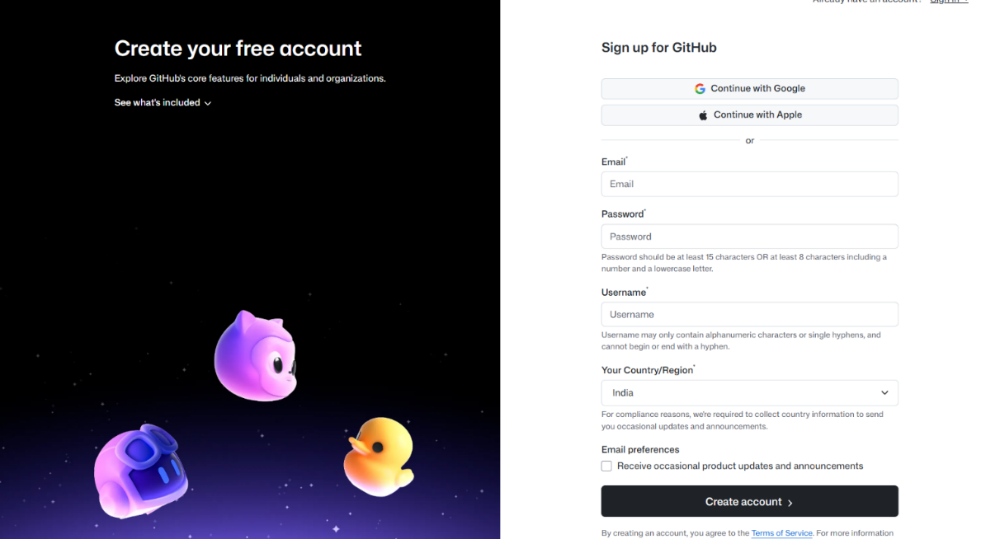 Already have an account? Sign in →
Create your free account
Explore GitHub's core features for individuals and organizations.
See what's included
Sign up for GitHub
Continue with Google
Continue with Apple
or
Email*
Email
Password*
Password
Password should be at least 15 characters OR at least 8 characters including a
number and a lowercase letter.
Username*
Username
Username may only contain alphanumeric characters or single hyphens, and
cannot begin or end with a hyphen.
Your Country/Region*
India
For compliance reasons, we're required to collect country information to send
you occasional updates and announcements.
Email preferences
Receive occasional product updates and announcements
Create account
By creating an account, you agree to the Terms of Service. For more information